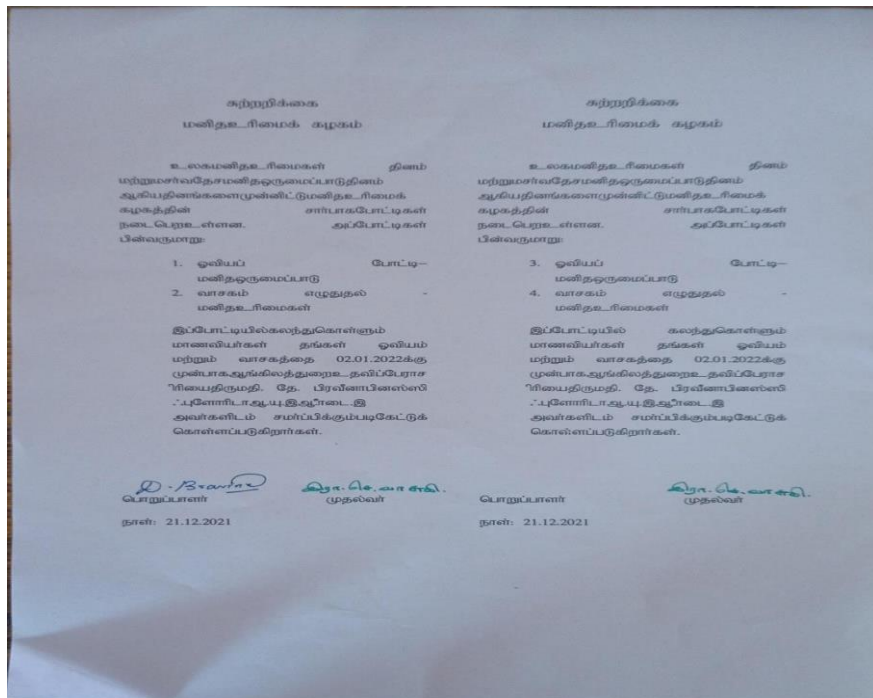 சுற்றறிக்கை
மனிதஉரிமைக் கழகம்
உலகமனிதஉரிமைகள் தினம்
மற்றுமசர்வதேசமனிதஒருமைப்பாடுதினம்
ஆகியதினங்களைமுன்னிட்டுமனிதஉரிமைக்
கழகத்தின் சார்பாகபோட்டிகள்
நடைபெறஉள்ளன. அப்போட்டிகள்
பின்வருமாறு:
1. ஓவியப் போட்டி–
மனிதஒருமைப்பாடு
2. வாசகம் எழுதுதல் -
மனிதஉரிமைகள்
இப்போட்டியில்கலந்துகொள்ளும்
மாணவியர்கள் தங்கள் ஓவியம்
மற்றும் வாசகத்தை 02.01.2022க்கு
முன்பாகஆங்கிலத்துறைஉதவிப்பேராச
ிரியைதிருமதி. தே. பிரவீனாபினஸ்ஸி
அவர்களிடம் சமர்ப்பிக்கும்படிகேட்டுக்
கொள்ளப்படுகிறார்கள்.
இரா.செ.வாசுகி.
பொறுப்பாளர் முதல்வர்
நாள்: 21.12.2021
சுற்றறிக்கை
மனிதஉரிமைக் கழகம்
உலகமனிதஉரிமைகள் தினம்
மற்றுமசர்வதேசமனிதஒருமைப்பாடுதினம்
ஆகியதினங்களைமுன்னிட்டுமனிதஉரிமைக்
கழகத்தின் சார்பாகபோட்டிகள்
நடைபெறஉள்ளன. அப்போட்டிகள்
பின்வருமாறு:
3. ஓவியப் போட்டி–
மனிதஒருமைப்பாடு
4. வாசகம் எழுதுதல் -
மனிதஉரிமைகள்
இப்போட்டியில் கலந்துகொள்ளும்
மாணவியர்கள் தங்கள் ஓவியம்
மற்றும் வாசகத்தை 02.01.2022க்கு
முன்பாகஆங்கிலத்துறைஉதவிப்பேராச
ிரியைதிருமதி. தே. பிரவீனாபினஸ்ஸி
அவர்களிடம் சமர்ப்பிக்கும்படிகேட்டுக்
கொள்ளப்படுகிறார்கள்.
இரா.செ.வாசுகி.
பொறுப்பாளர் முதல்வர்
நாள்: 21.12.2021